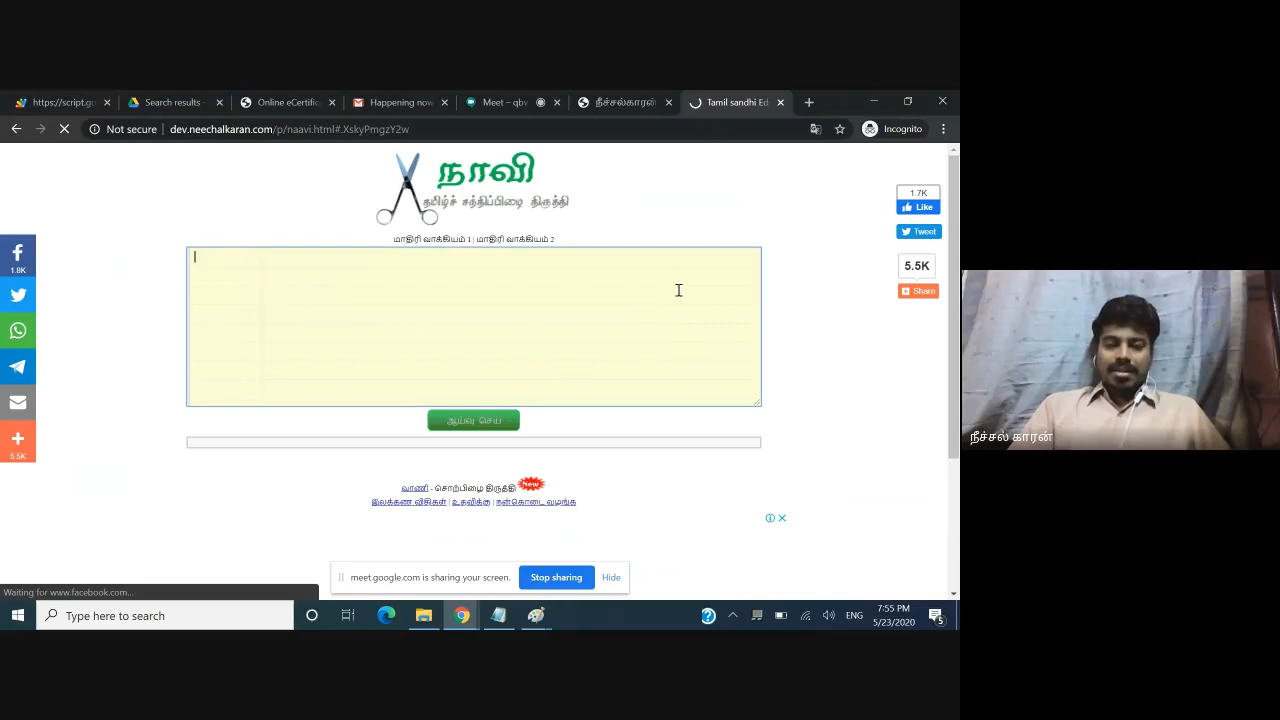 https://script.go
Search results -
Online eCertific
Happening now
Meet – qbv
நீச்சல்காரன்
Tamil sandhi Ed
Not secure
dev.neechalkaran.com/p/naavi.html#.XskyPmgzY2w
Incognito
நாவி
தமிழ்ச் சந்திப்பிழை திருத்தி
மாதிரி வாக்கியம் 1 | மாதிரி வாக்கியம் 2
1.7K
Like
Tweet
5.5K
Share
1.8K
5.5K
ஆய்வு செய்
வாணி - சொற்பிழை திருத்தி New
இலக்கண விதிகள் | உதவிக்கு | நன்கொடை வழங்க
meet.google.com is sharing your screen.
Stop sharing
Hide
Waiting for www.facebook.com...
Type here to search
ENG
7:55 PM
5/23/2020
5
நீச்சல் காரன்